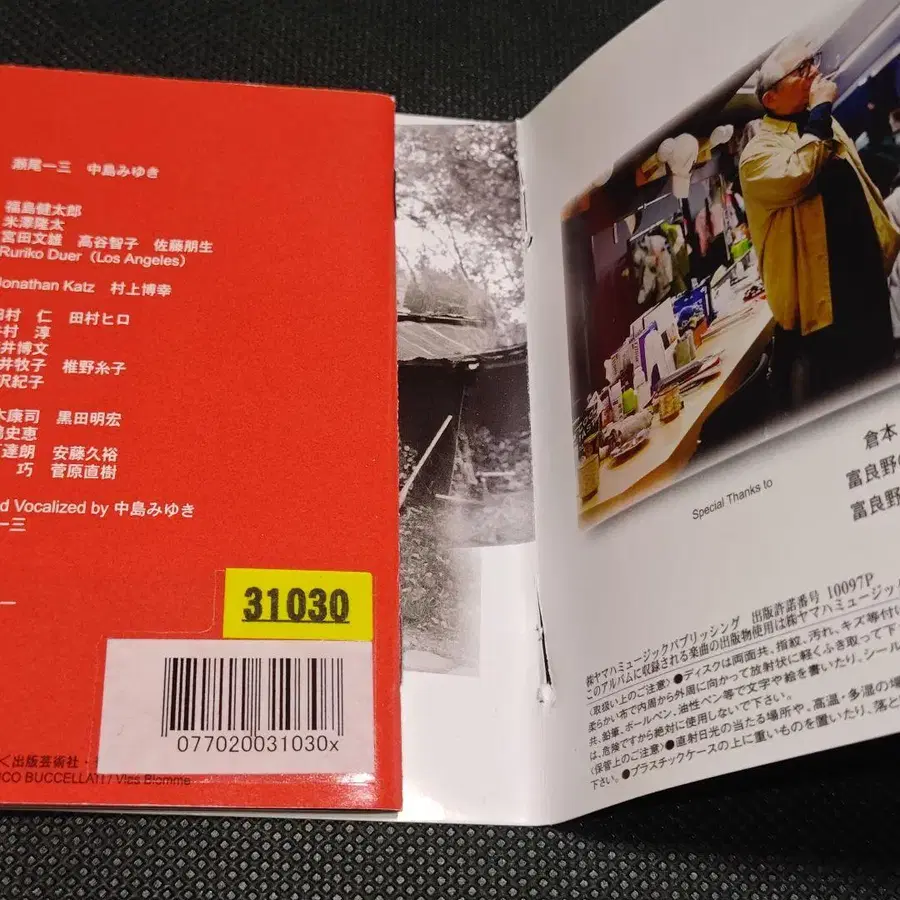 瀬尾一三 中島みゆき
福島健太郎
米澤隆太
宮田文雄 高谷智子 佐藤朋生
Ruriko Duer（Los Angeles）
Jonathan Katz 村上博幸
田村 仁 田村ヒロ
村 淳
井博文
井牧子 椎野糸子
沢紀子
木康司 黒田明宏
嶋史恵
達朗 安藤久裕
巧 菅原直樹
d Vocalized by 中島みゆき
一三
31030
077020031030x
く出版芸術社・
CO BUCCELLATI / Vlas Blomme
倉本
富良野の
富良野
Special Thanks to
㈱ヤマハミュージックパブリッシング 出版許諾番号 10097P
このアルバムに収録される楽曲の出版物使用は㈱ヤマハミュージック
〈取扱い上のご注意〉●ディスクは両面共、指紋、汚れ、キズ等付け
柔らかい布で内周から外周に向かって放射状に軽くふき取って下
共、鉛筆、ボールペン、油性ペン等で文字や絵を書いたり、シール
は、危険ですから絶対に使用しないで下さい。
〈保管上のご注意〉●直射日光の当たる場所や、高温・多湿の場
下さい。●プラスチックケースの上に重いものを置いたり、落と